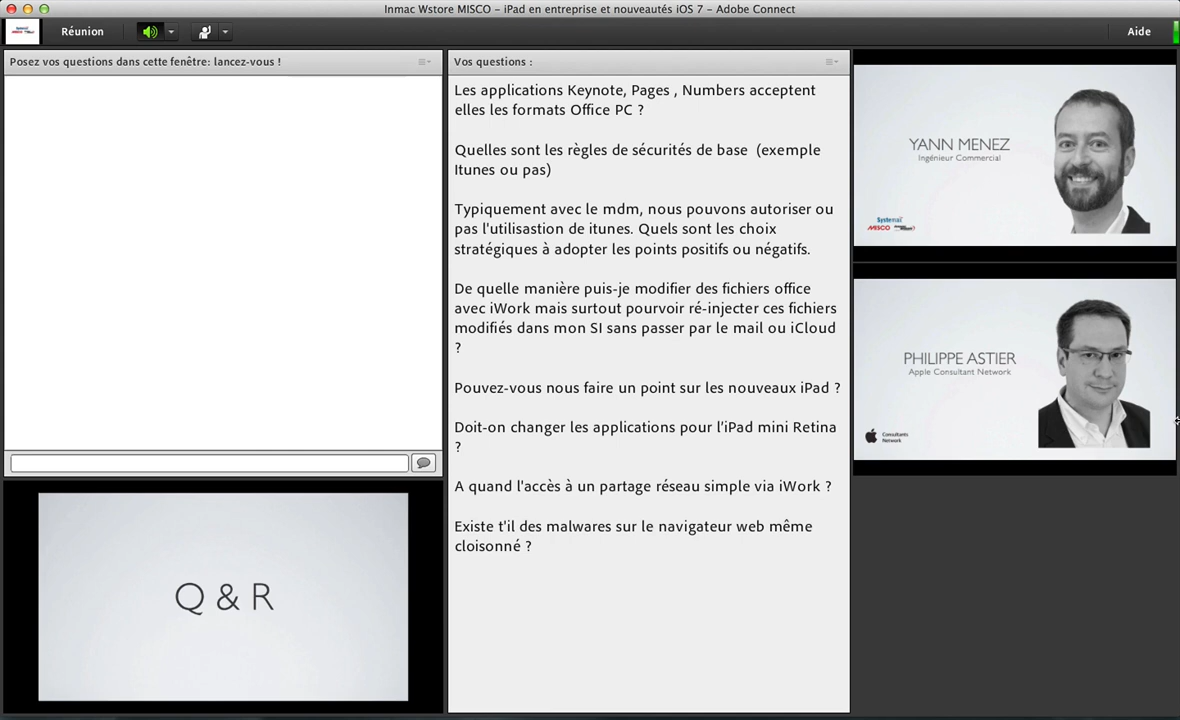 Inmac Wstore MISCO – iPad en entreprise et nouveautés iOS 7 – Adobe Connect
Réunion
Aide
Posez vos questions dans cette fenêtre: lancez-vous !
Vos questions :
Les applications Keynote, Pages , Numbers acceptent
elles les formats Office PC ?
Quelles sont les règles de sécurités de base  (exemple
Itunes ou pas)
Typiquement avec le mdm, nous pouvons autoriser ou
pas l'utilisastion de itunes. Quels sont les choix
stratégiques à adopter les points positifs ou négatifs.
De quelle manière puis-je modifier des fichiers office
avec iWork mais surtout pourvoir ré-injecter ces fichiers
modifiés dans mon SI sans passer par le mail ou iCloud
?
Pouvez-vous nous faire un point sur les nouveaux iPad ?
Doit-on changer les applications pour l'iPad mini Retina
?
A quand l'accès à un partage réseau simple via iWork ?
Existe t'il des malwares sur le navigateur web même
cloisonné ?
Q & R
YANN MENEZ
Ingénieur Commercial
Systemail
MISCO
PHILIPPE ASTIER
Apple Consultant Network
Consultants
Network